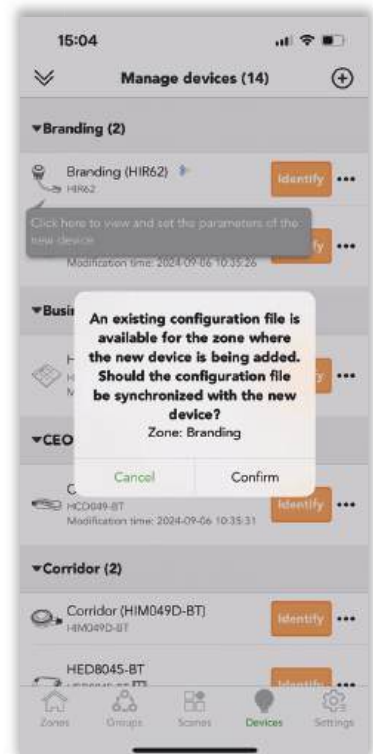 15:04
Manage devices (14)
▼Branding (2)
Branding (HIR62)
HIR62
Identify
Click here to view and set the parameters of the
new device
Modification time: 2024-09-06 10:35:26
▼Busi
An existing configuration file is
available for the zone where
the new device is being added.
Should the configuration file
be synchronized with the new
device?
Zone: Branding
Cancel
Confirm
▼CEO
HCD049-BT
Modification time: 2024-09-06 10:35:31
Identify
▼Corridor (2)
Corridor (HIM049D-BT)
HIM049D-BT
Identify
HED8045-BT
Identify
Zones
Groups
Scenes
Devices
Settings